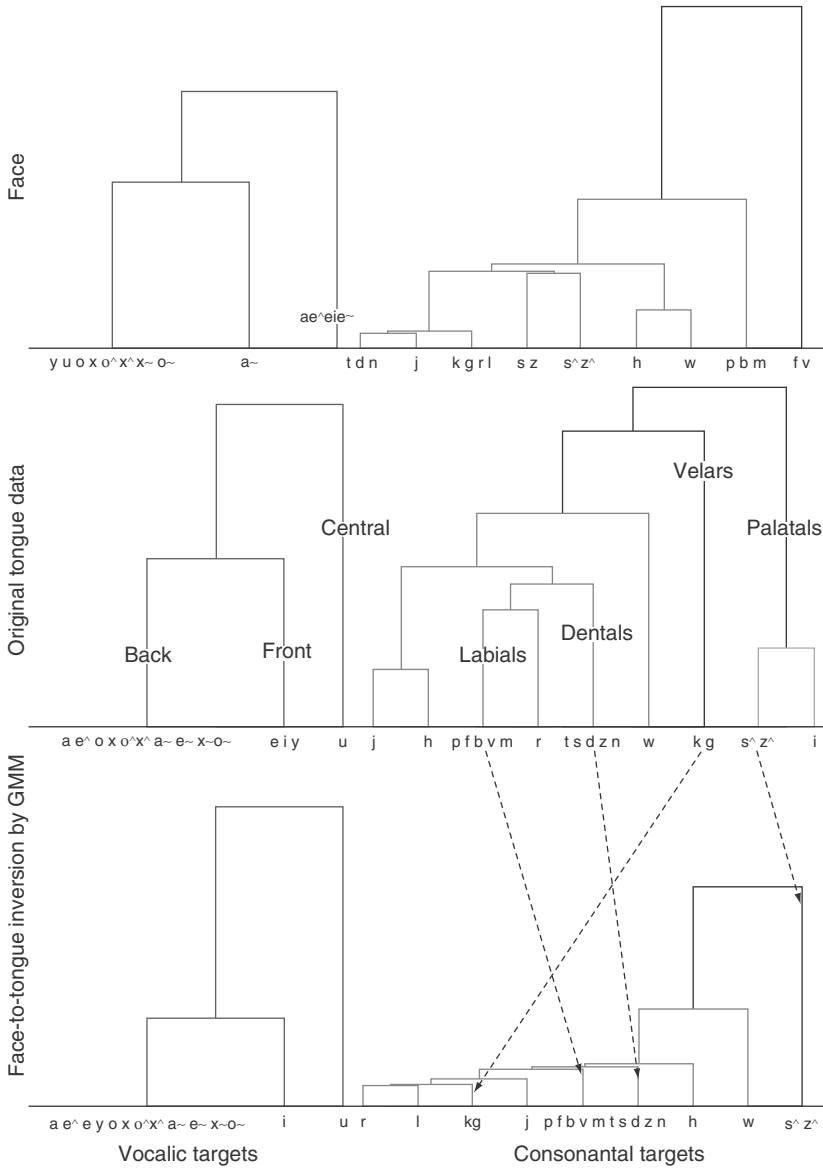 Face
ae^eie~
y u o x o^ x^ x~ o~ a~ t d n j k g r l s z s^ z^ h w p b m f v
Original tongue data
Velars
Central Palatals
Dentals
Back Front Labials
a e^ o x o^x^ a~ e~ x~o~ e i y u j h p f b v m r t s d z n w k g s^ z^ i
Face-to-tongue inversion by GMM
a e^ e y o x o^x^ a~ e~ x~o~ i u r l kg j p f b v m t s d z n h w s^ z^
Vocalic targets Consonantal targets